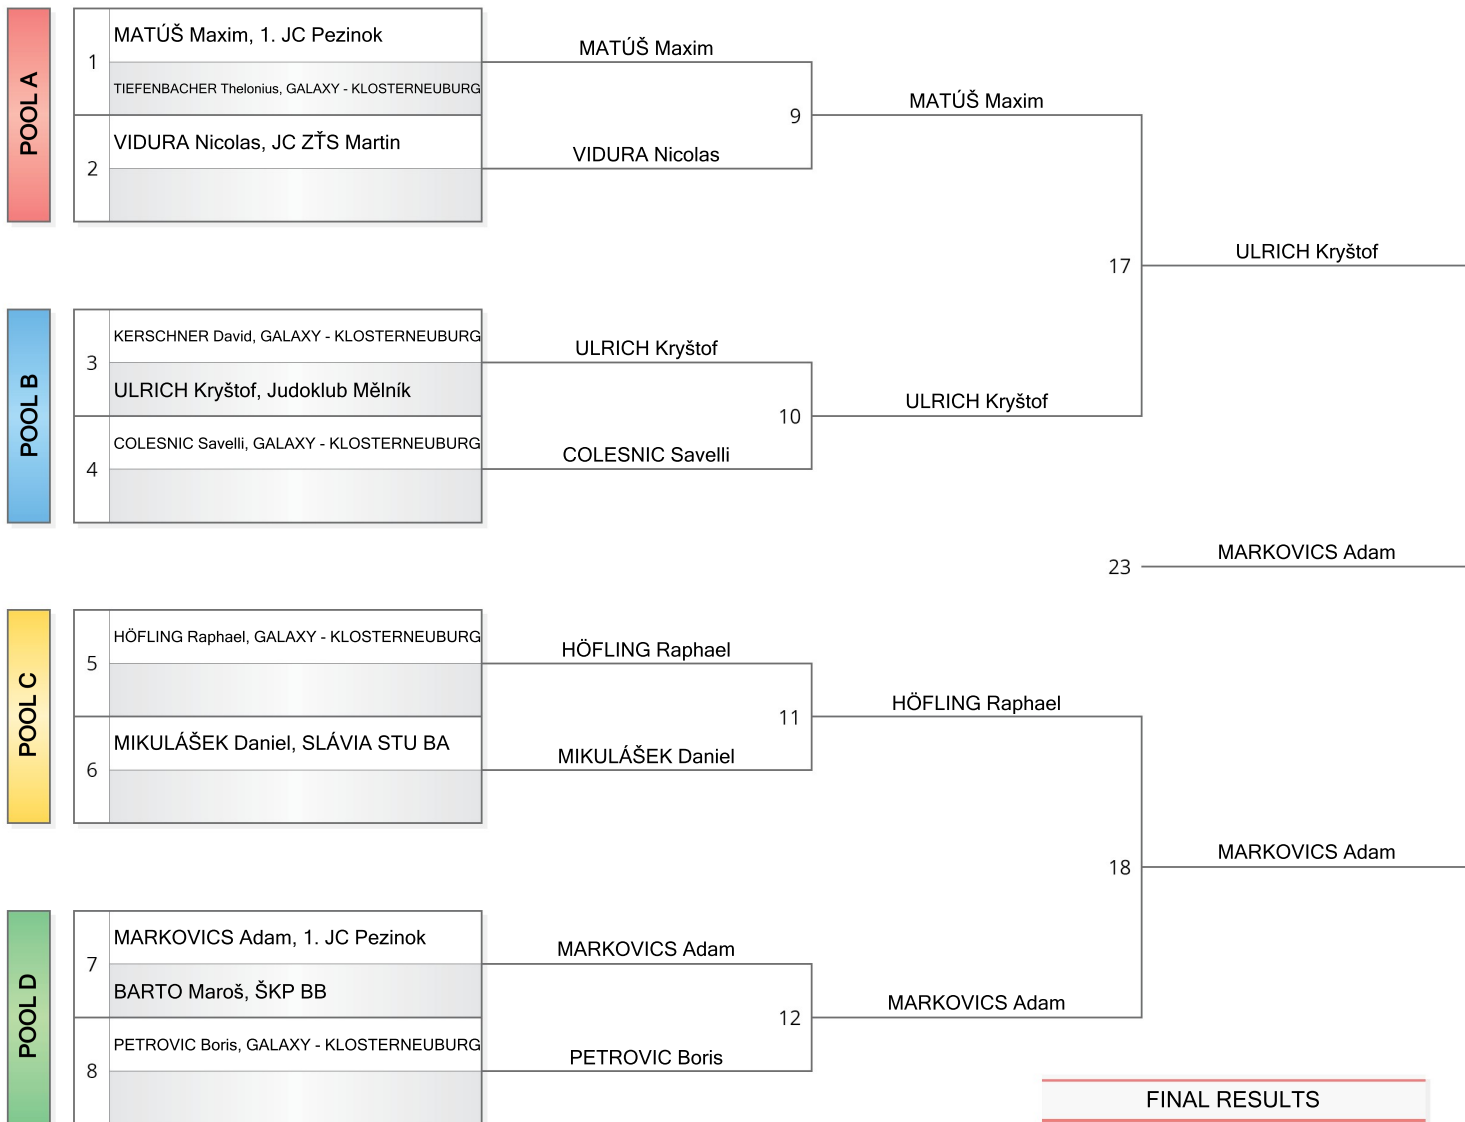 POOL A
1
MATÚŠ Maxim, 1. JC Pezinok
TIEFENBACHER Thelonius, GALAXY - KLOSTERNEUBURG
2
VIDURA Nicolas, JC ZŤS Martin
MATÚŠ Maxim
9
VIDURA Nicolas
MATÚŠ Maxim
17
ULRICH Kryštof
POOL B
3
KERSCHNER David, GALAXY - KLOSTERNEUBURG
ULRICH Kryštof, Judoklub Mělník
4
COLESNIC Savelli, GALAXY - KLOSTERNEUBURG
ULRICH Kryštof
10
COLESNIC Savelli
ULRICH Kryštof
23
MARKOVICS Adam
POOL C
5
HÖFLING Raphael, GALAXY - KLOSTERNEUBURG
6
MIKULÁŠEK Daniel, SLÁVIA STU BA
HÖFLING Raphael
11
MIKULÁŠEK Daniel
HÖFLING Raphael
18
MARKOVICS Adam
POOL D
7
MARKOVICS Adam, 1. JC Pezinok
BARTO Maroš, ŠKP BB
8
PETROVIC Boris, GALAXY - KLOSTERNEUBURG
MARKOVICS Adam
12
PETROVIC Boris
MARKOVICS Adam
FINAL RESULTS